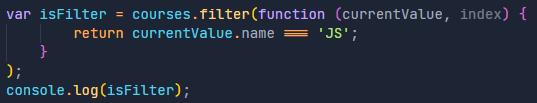 var isFilter = courses.filter(function (currentValue, index) {
return currentValue.name === 'JS';
}
);
console.log(isFilter);